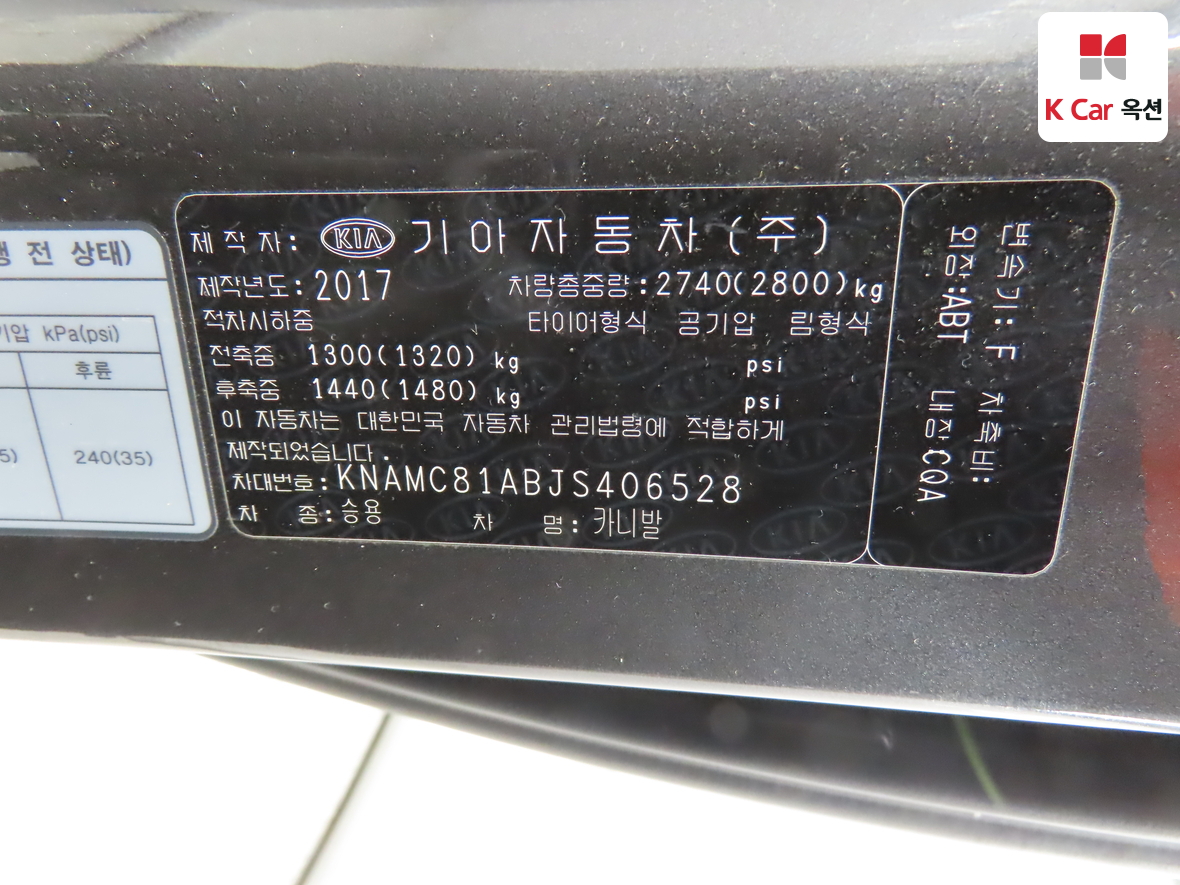 K Car 옥션
전 상태)
기압 kPa(psi)
후륜
240(35)
제 작 자 : KIA 기 아 자 동 차 ( 주 )
제작년도 : 2017 차량총중량 : 2740(2800)kg
적차시하중 타이어형식 공기압 림형식
전축중 1300(1320) kg psi
후축중 1440(1480) kg psi
이 자동차는 대한민국 자동차 관리법령에 적합하게
제작되었습니다.
차대번호 : KNAMC81ABJS406528
차 종 : 승용 차 명 : 카니발
변속기 : F 차축비 :
외장 : ABT 내장 CQA